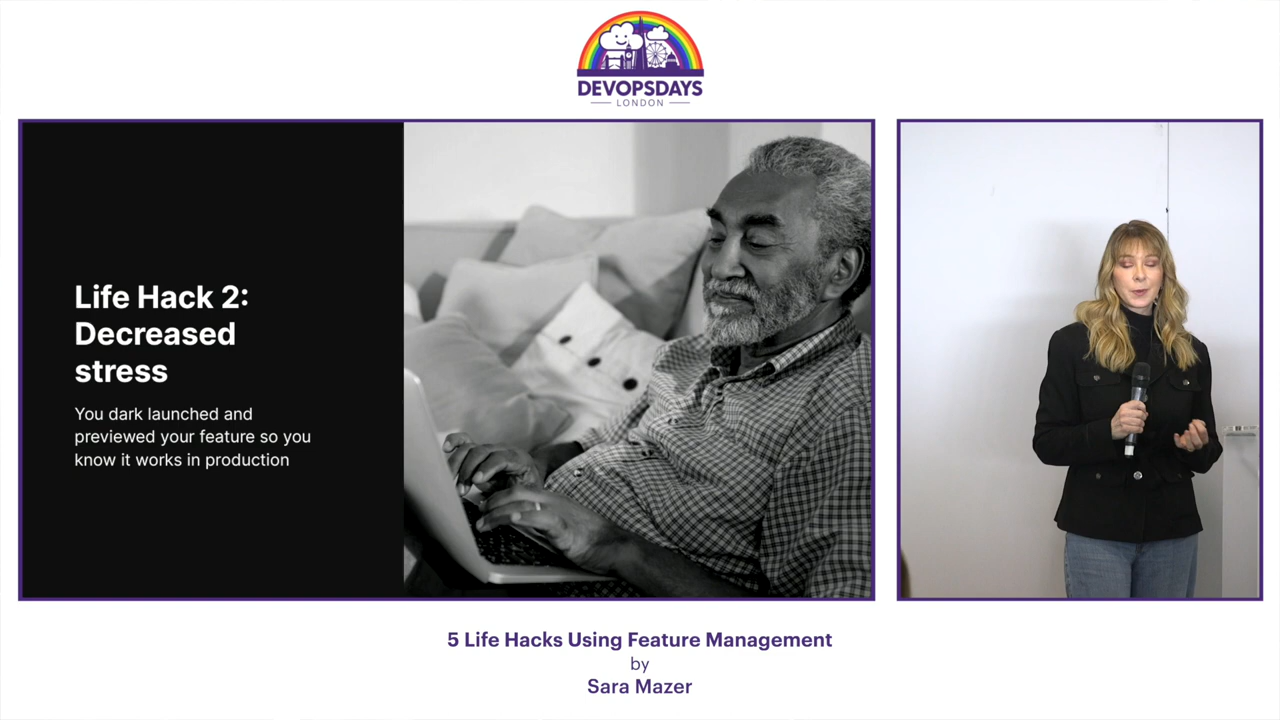 DEVOPSDAYS
LONDON
Life Hack 2:
Decreased
stress
You dark launched and
previewed your feature so you
know it works in production
5 Life Hacks Using Feature Management
by
Sara Mazer